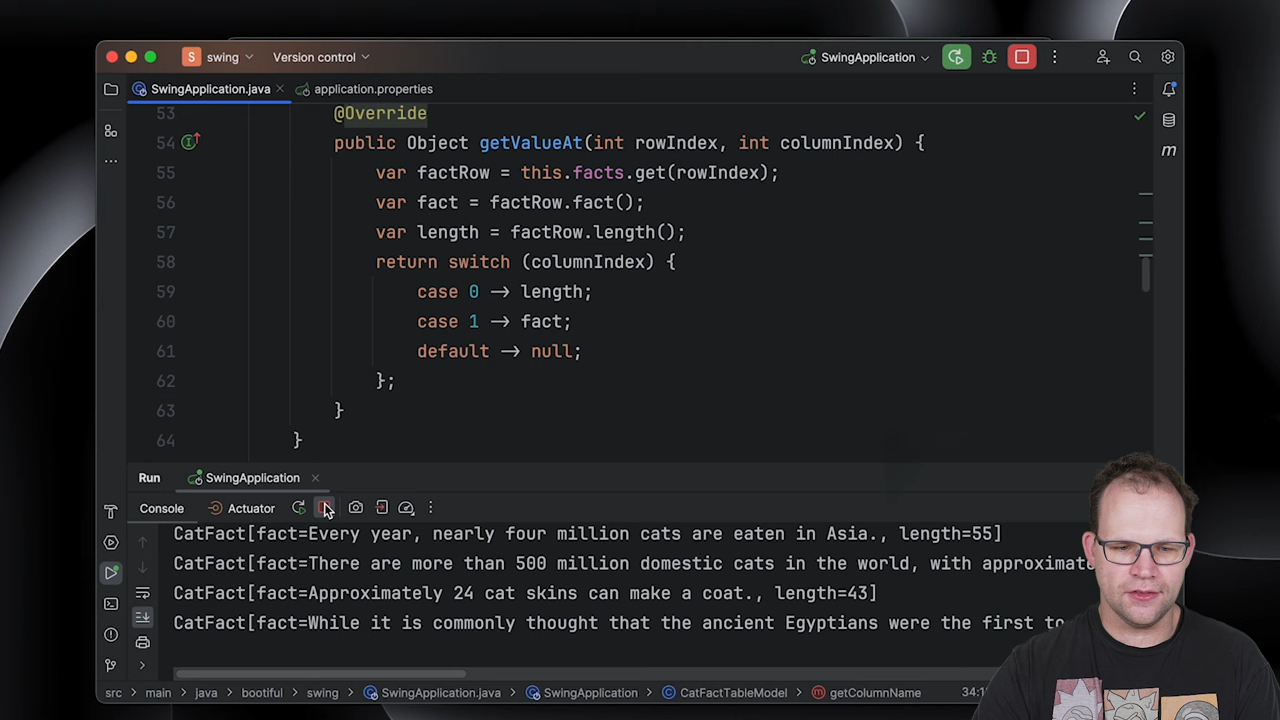 S swing Version control SwingApplication
SwingApplication.java application.properties
53 @Override
54 public Object getValueAt(int rowIndex, int columnIndex) {
55 var factRow = this.facts.get(rowIndex);
56 var fact = factRow.fact();
57 var length = factRow.length();
58 return switch (columnIndex) {
59 case 0 -> length;
60 case 1 -> fact;
61 default -> null;
62 };
63 }
64 }
Run SwingApplication
Console Actuator
CatFact[fact=Every year, nearly four million cats are eaten in Asia., length=55]
CatFact[fact=There are more than 500 million domestic cats in the world, with approximate
CatFact[fact=Approximately 24 cat skins can make a coat., length=43]
CatFact[fact=While it is commonly thought that the ancient Egyptians were the first to
src main java bootiful swing SwingApplication.java SwingApplication CatFactTableModel getColumnName